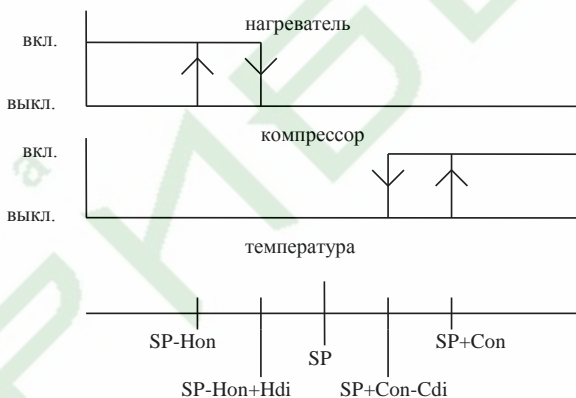 нагреватель
вкл.
выкл.
компрессор
вкл.
выкл.
температура
SP-Hon
SP
SP+Con
SP-Hon+Hdi
SP+Con-Cdi